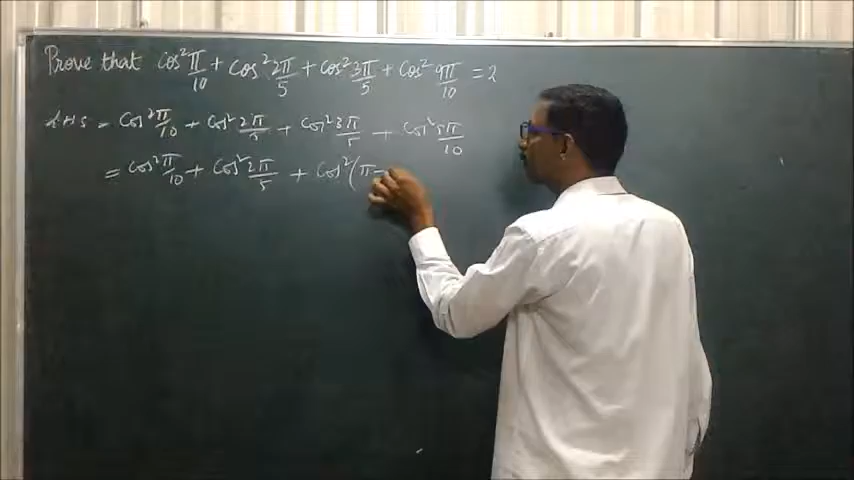 Prove that cos²π/10 + cos²2π/5 + cos²3π/5 + cos²9π/10 = 2
LHS = cos²π/10 + cos²2π/5 + cos²3π/5 + cos²9π/10
= cos²π/10 + cos²2π/5 + cos²(π-